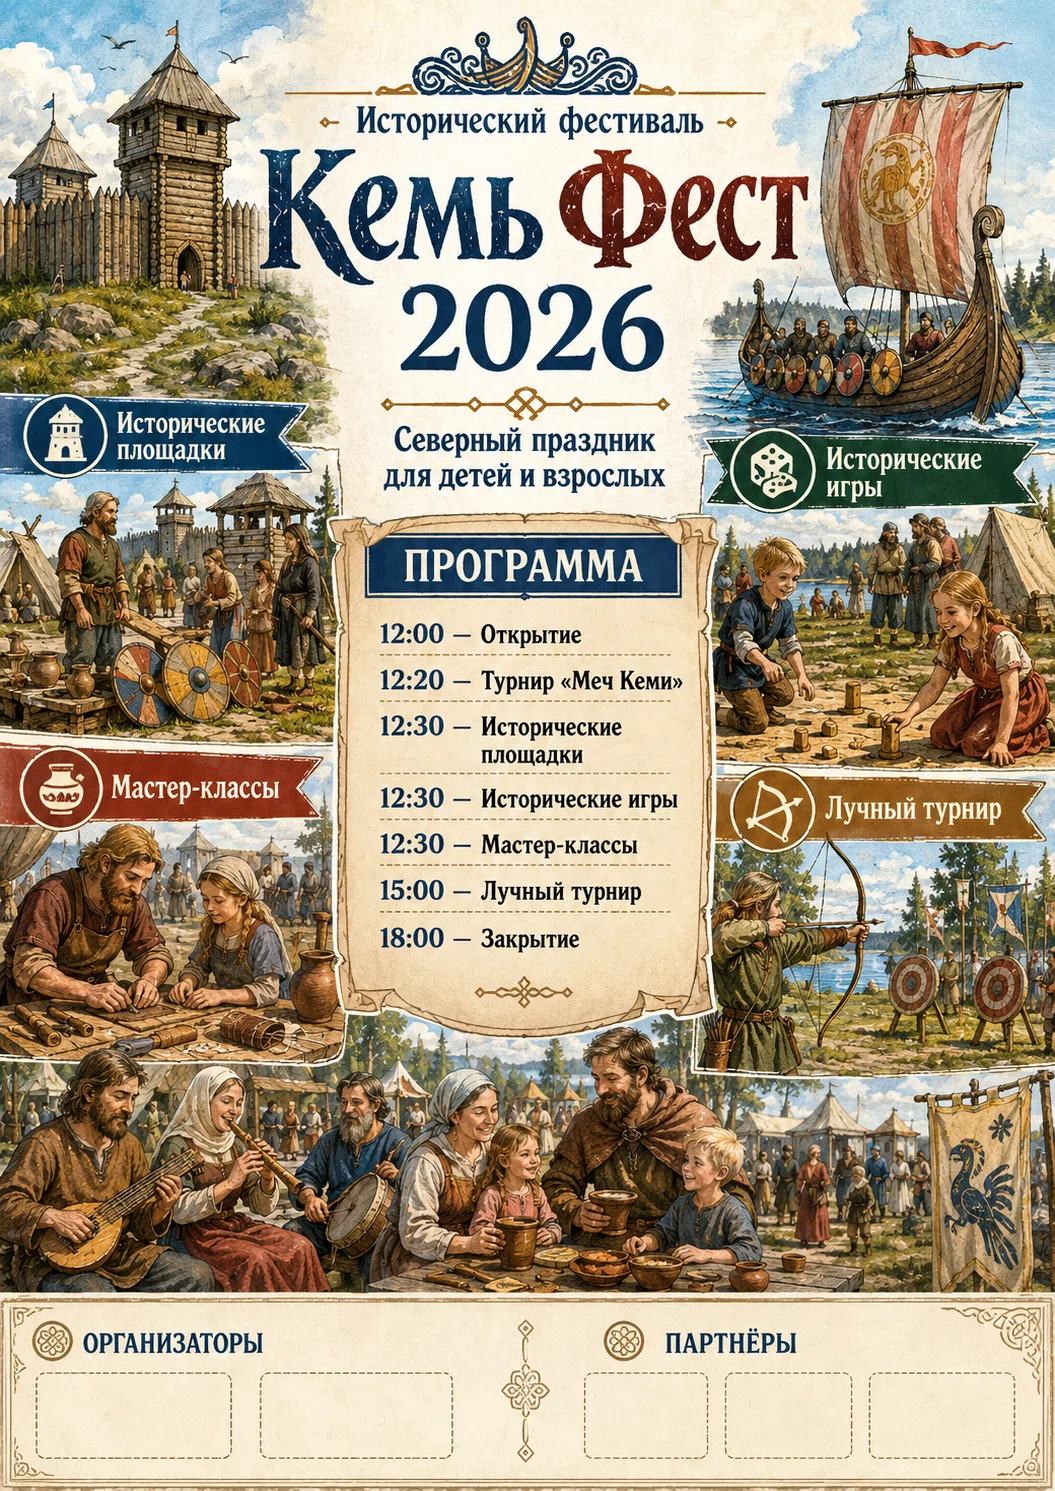 Исторический фестиваль
Кемь Фест
2026
Северный праздник
для детей и взрослых
Исторические
площадки
Исторические
игры
ПРОГРАММА
12:00 — Открытие
12:20 — Турнир «Меч Кеми»
12:30 — Исторические
площадки
12:30 — Исторические игры
12:30 — Мастер-классы
15:00 — Лучный турнир
18:00 — Закрытие
Мастер-классы
Лучный турнир
ОРГАНИЗАТОРЫ
ПАРТНЁРЫ